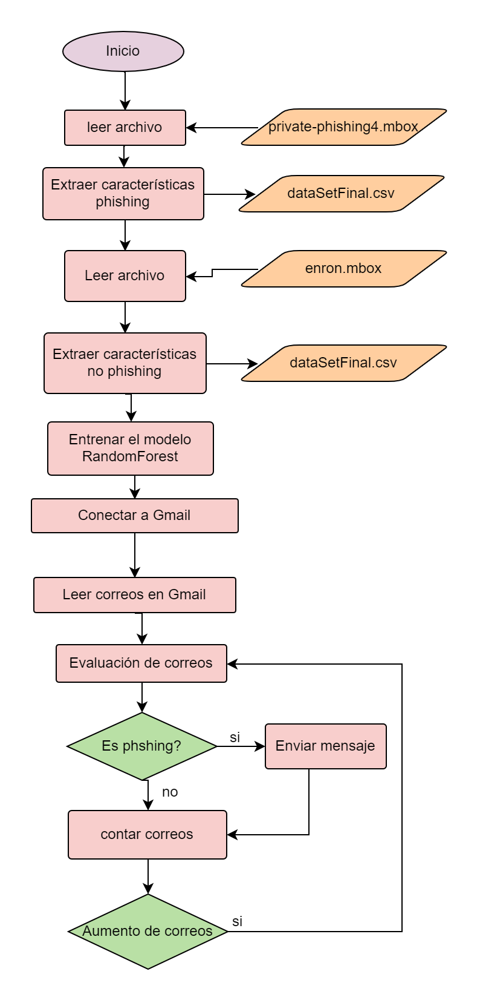 Inicio
leer archivo
private-phishing4.mbox
Extraer características
phishing
dataSetFinal.csv
Leer archivo
enron.mbox
Extraer características
no phishing
dataSetFinal.csv
Entrenar el modelo
RandomForest
Conectar a Gmail
Leer correos en Gmail
Evaluación de correos
Es phshing?
si
Enviar mensaje
no
contar correos
Aumento de correos
si